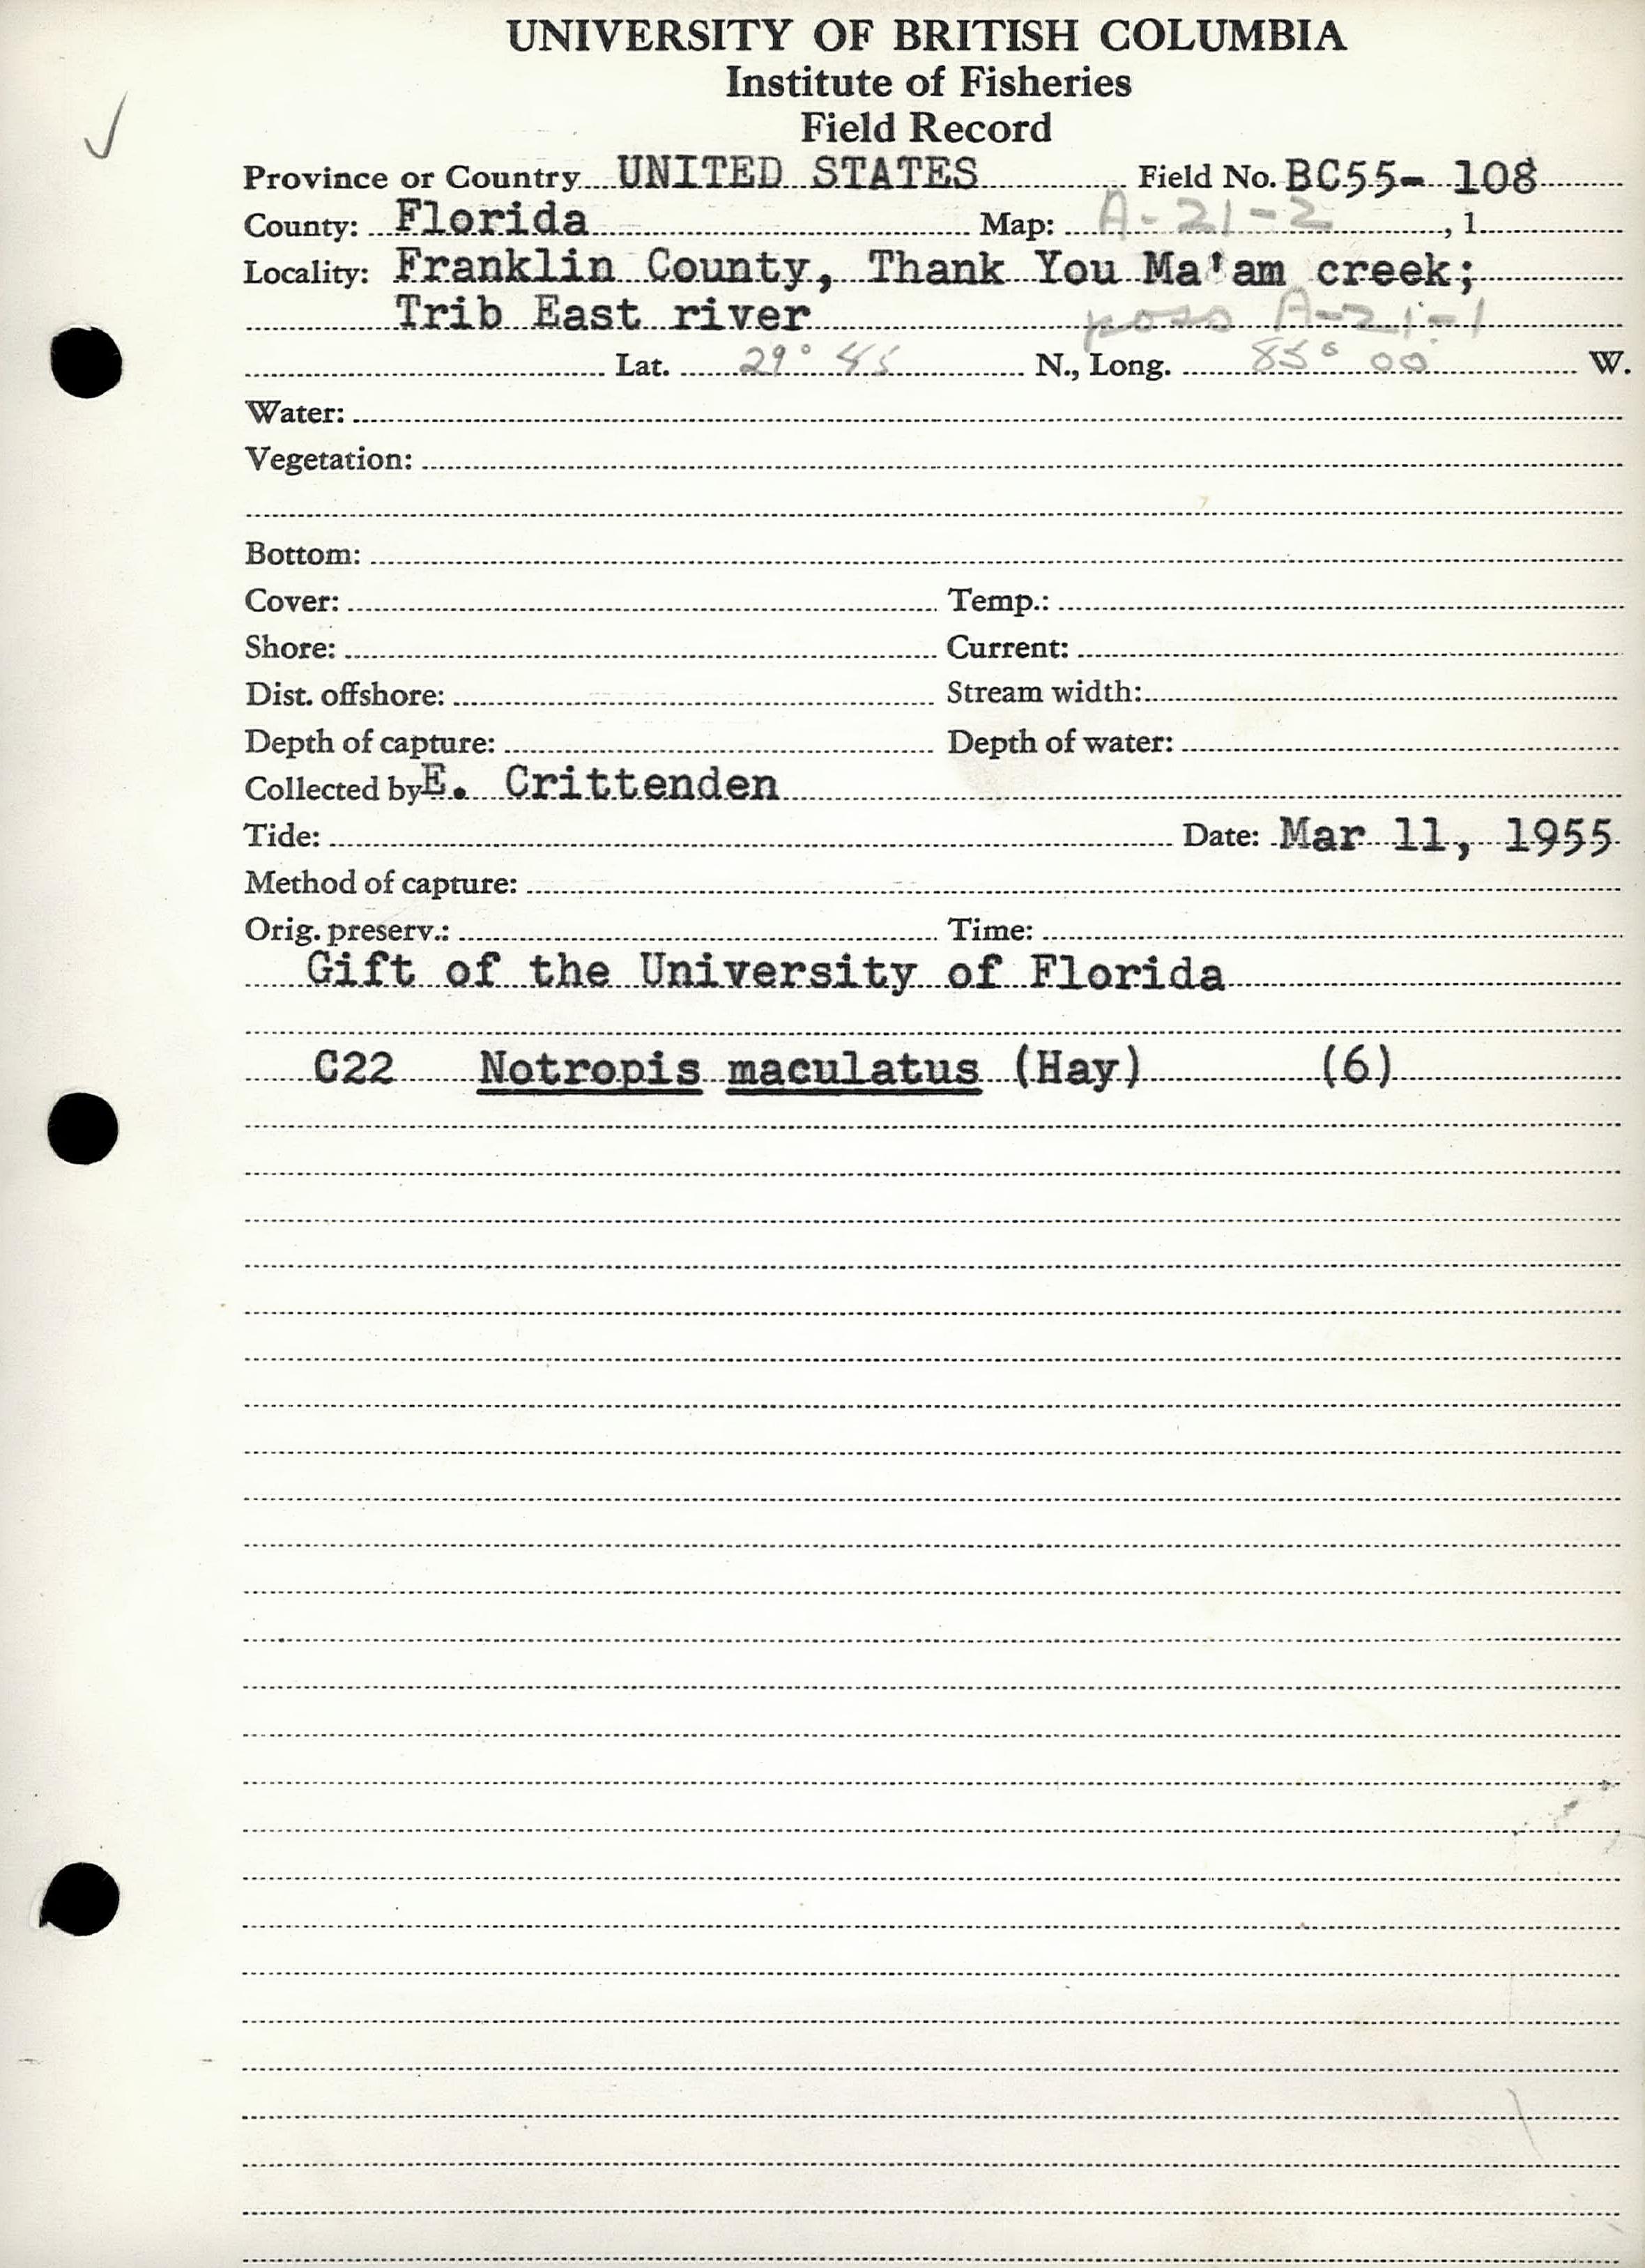 UNIVERSITY OF BRITISH COLUMBIA
Institute of Fisheries
Field Record
Province or Country UNITED STATES Field No. BC55- 108
County: Florida Map: A-21-2, 1
Locality: Franklin County, Thank You Ma'am creek;
Trib East river poss A-21-1
Lat. 29° 45 N., Long. 85° 00' W.
Water:
Vegetation:
Bottom:
Cover: Temp.:
Shore: Current:
Dist. offshore: Stream width:
Depth of capture: Depth of water:
Collected by E. Crittenden
Tide: Date: Mar 11, 1955
Method of capture:
Orig. preserv.: Time:
Gift of the University of Florida
C22 Notropis maculatus (Hay) (6)